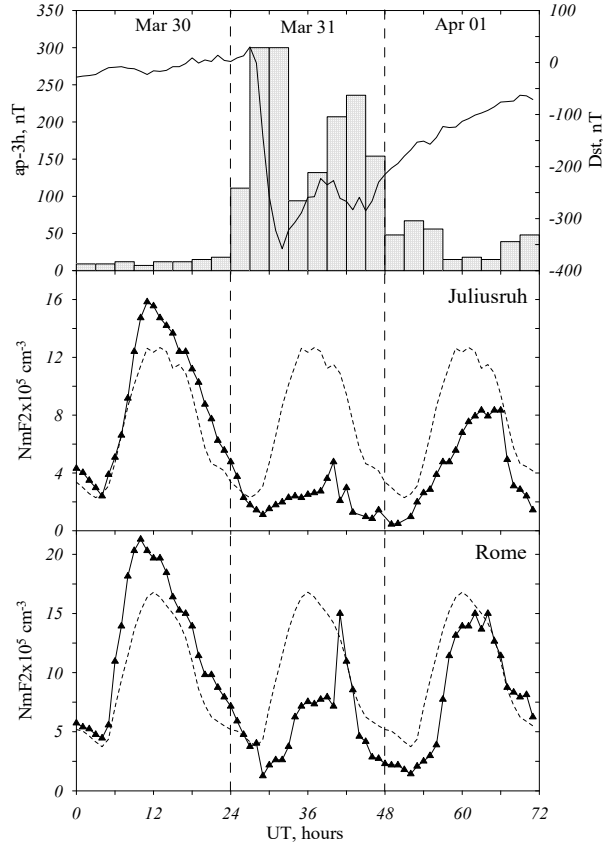 350
300
250
200
150
100
50
0
ap-3h, nT
Mar 30
Mar 31
Apr 01
100
0
-100
-200
-300
-400
Dst, nT
16
12
8
4
0
NmF2x10⁵ cm⁻³
Juliusruh
20
15
10
5
0
NmF2x10⁵ cm⁻³
Rome
0 12 24 36 48 60 72
UT, hours